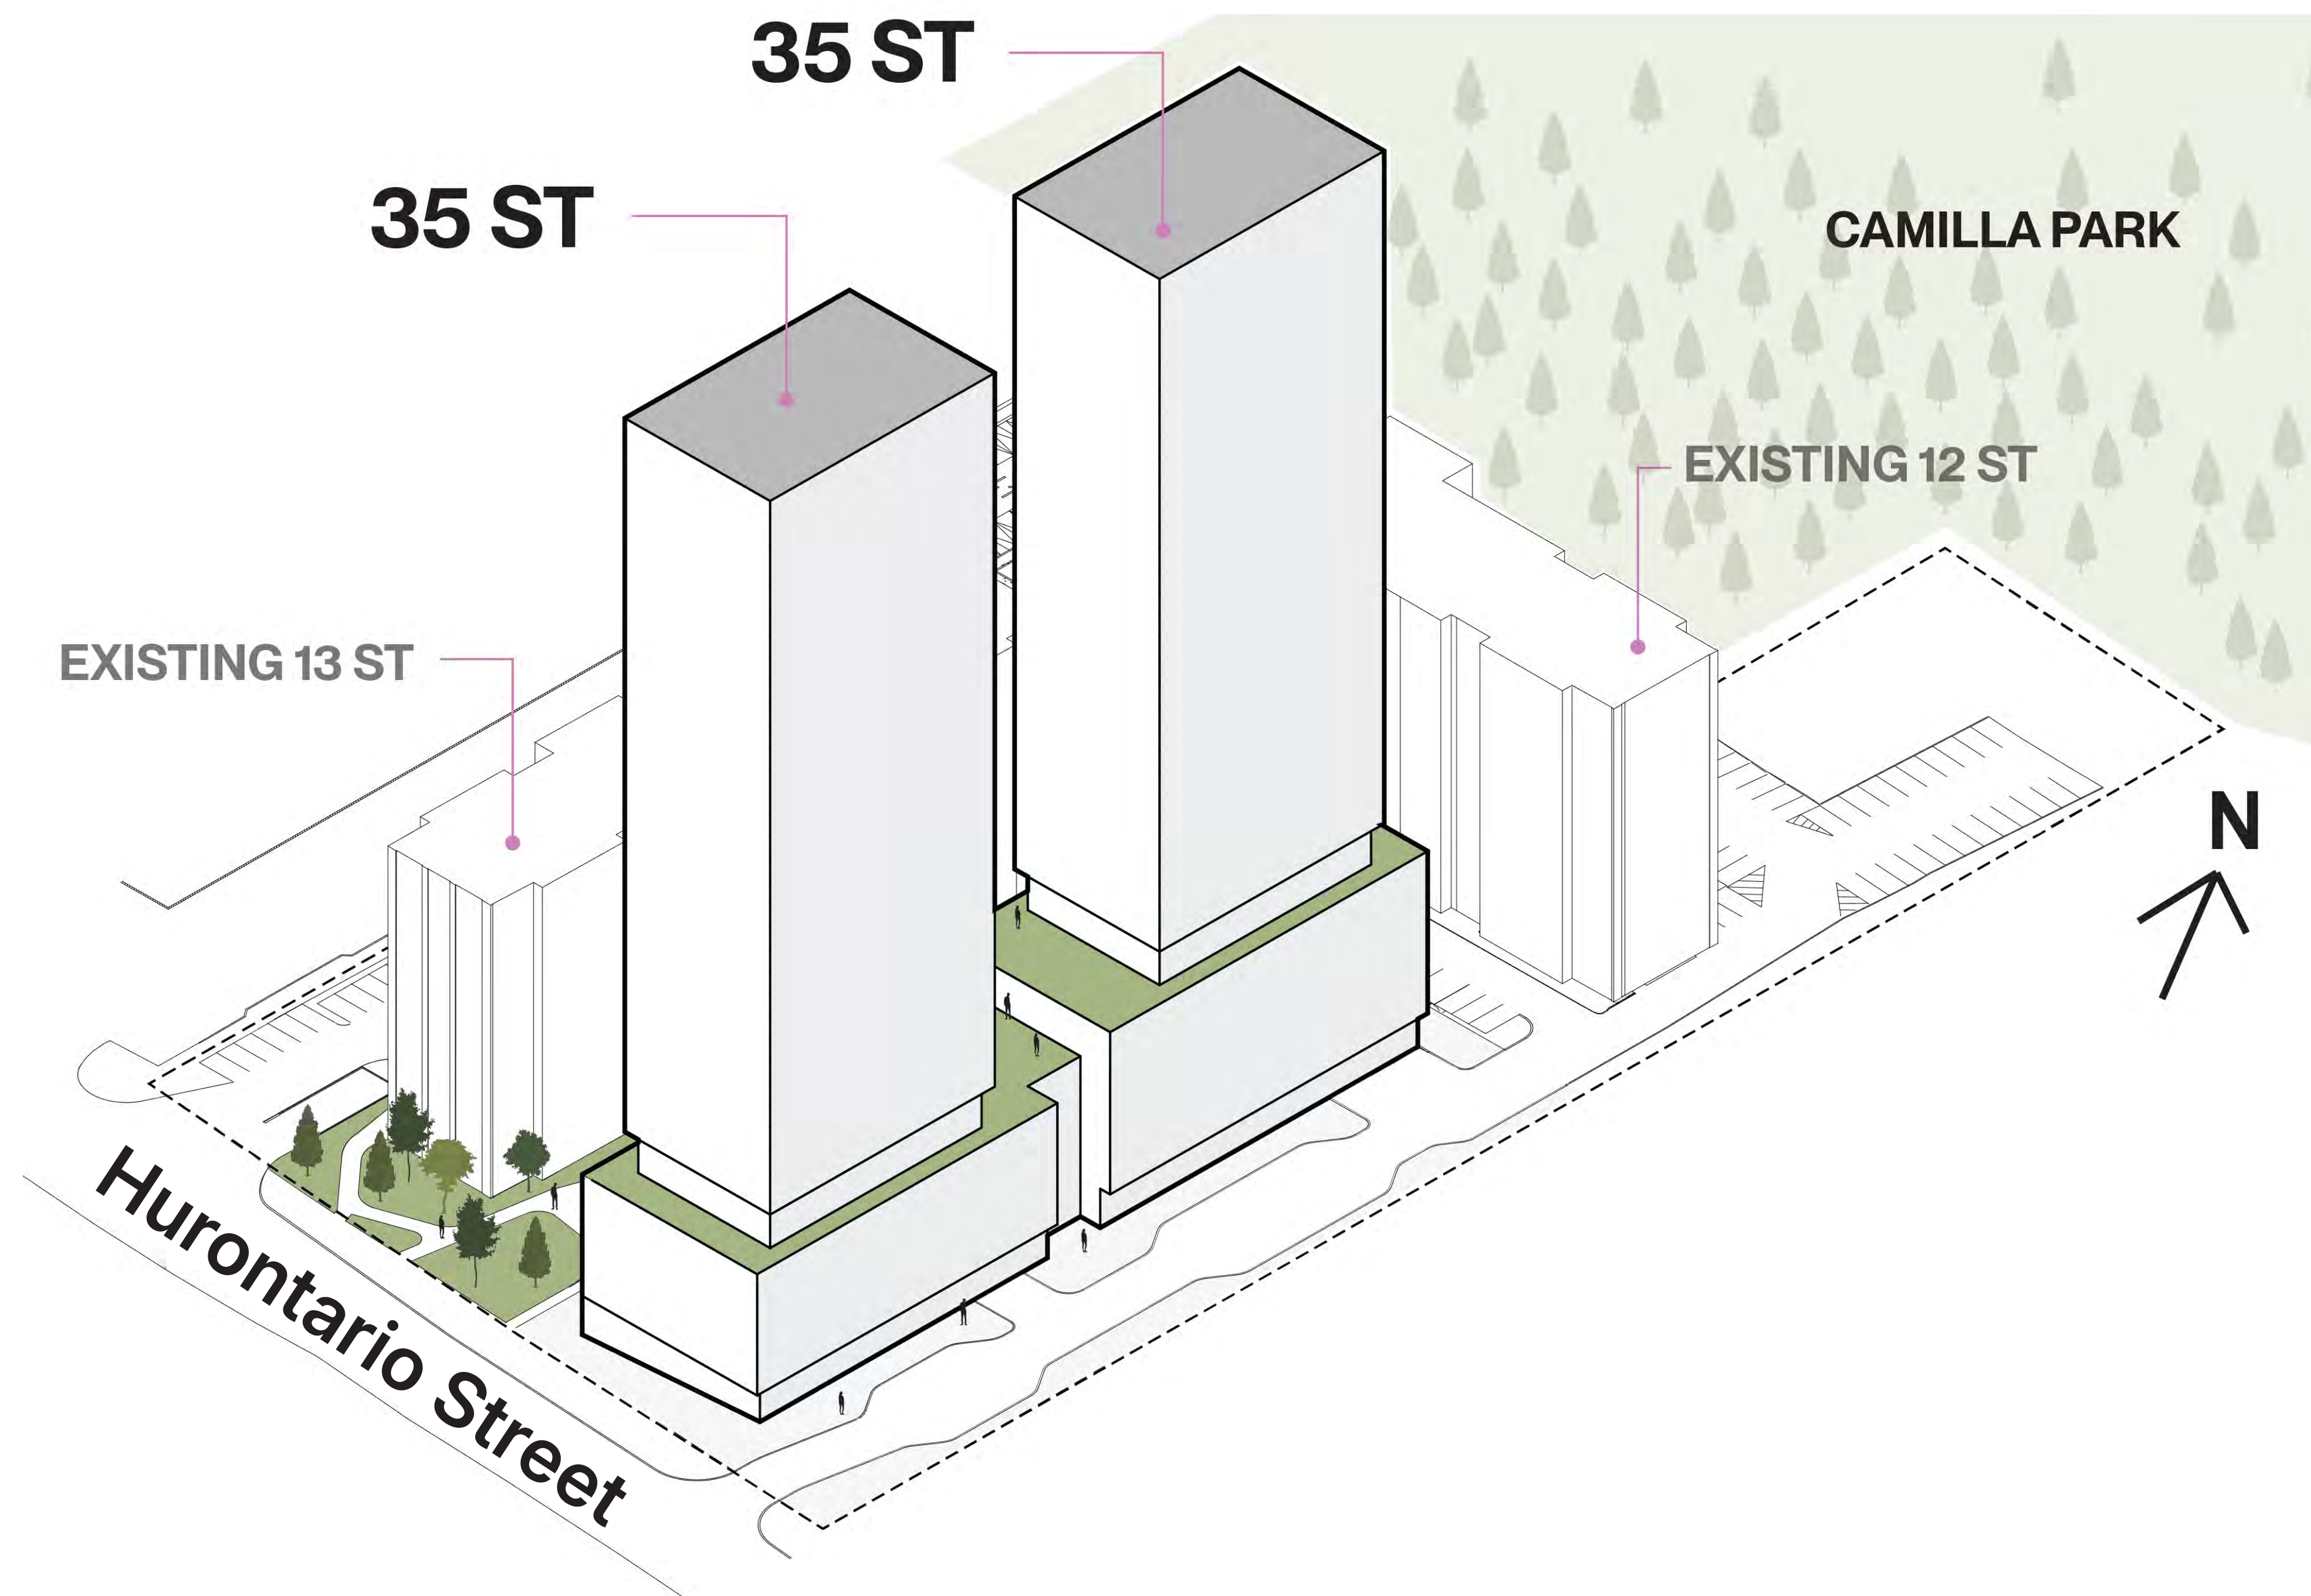 35 ST
35 ST
CAMILLA PARK
EXISTING 12 ST
EXISTING 13 ST
N
Hurontario Street